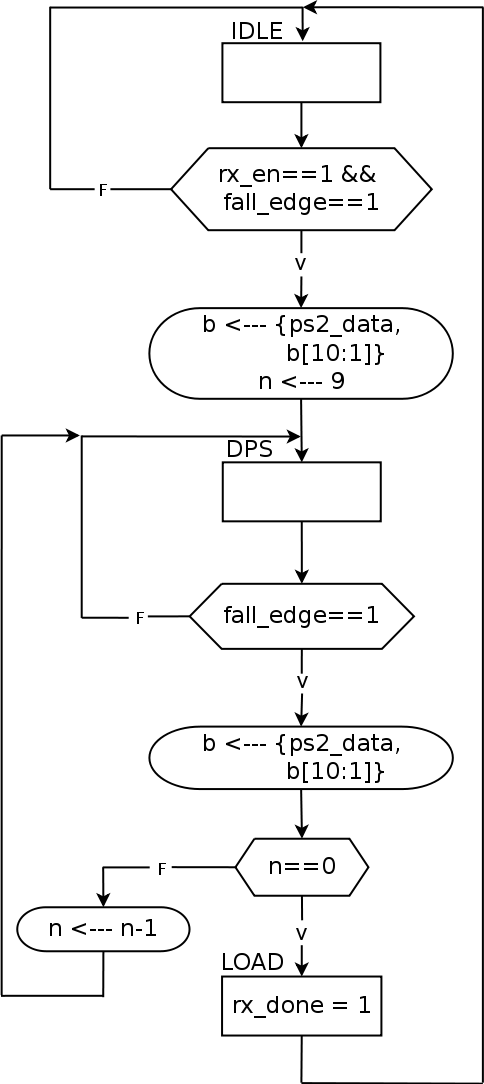 IDLE
rx_en==1 &&
fall_edge==1
F
v
b <--- {ps2_data,
b[10:1]}
n <--- 9
DPS
fall_edge==1
F
v
b <--- {ps2_data,
b[10:1]}
n==0
F
n <--- n-1
v
LOAD
rx_done = 1